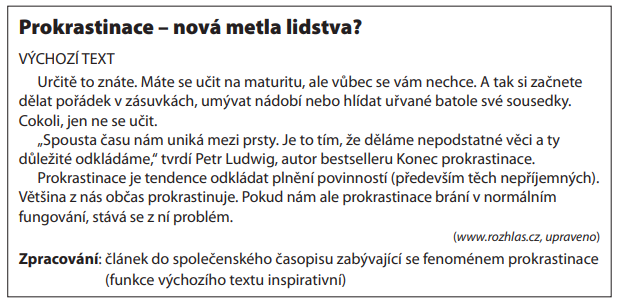 Prokrastinace – nová metla lidstva?
VÝCHOZÍ TEXT
Určitě to znáte. Máte se učit na maturitu, ale vůbec se vám nechce. A tak si začnete
dělat pořádek v zásuvkách, umývat nádobí nebo hlídat uřvané batole své sousedky.
Cokoli, jen ne se učit.
„Spousta času nám uniká mezi prsty. Je to tím, že děláme nepodstatné věci a ty
důležité odkládáme,“ tvrdí Petr Ludwig, autor bestselleru Konec prokrastinace.
Prokrastinace je tendence odkládat plnění povinností (především těch nepříjemných).
Většina z nás občas prokrastinuje. Pokud nám ale prokrastinace brání v normálním
fungování, stává se z ní problém.
(www.rozhlas.cz, upraveno)
Zpracování: článek do společenského časopisu zabývající se fenoménem prokrastinace
(funkce výchozího textu inspirativní)